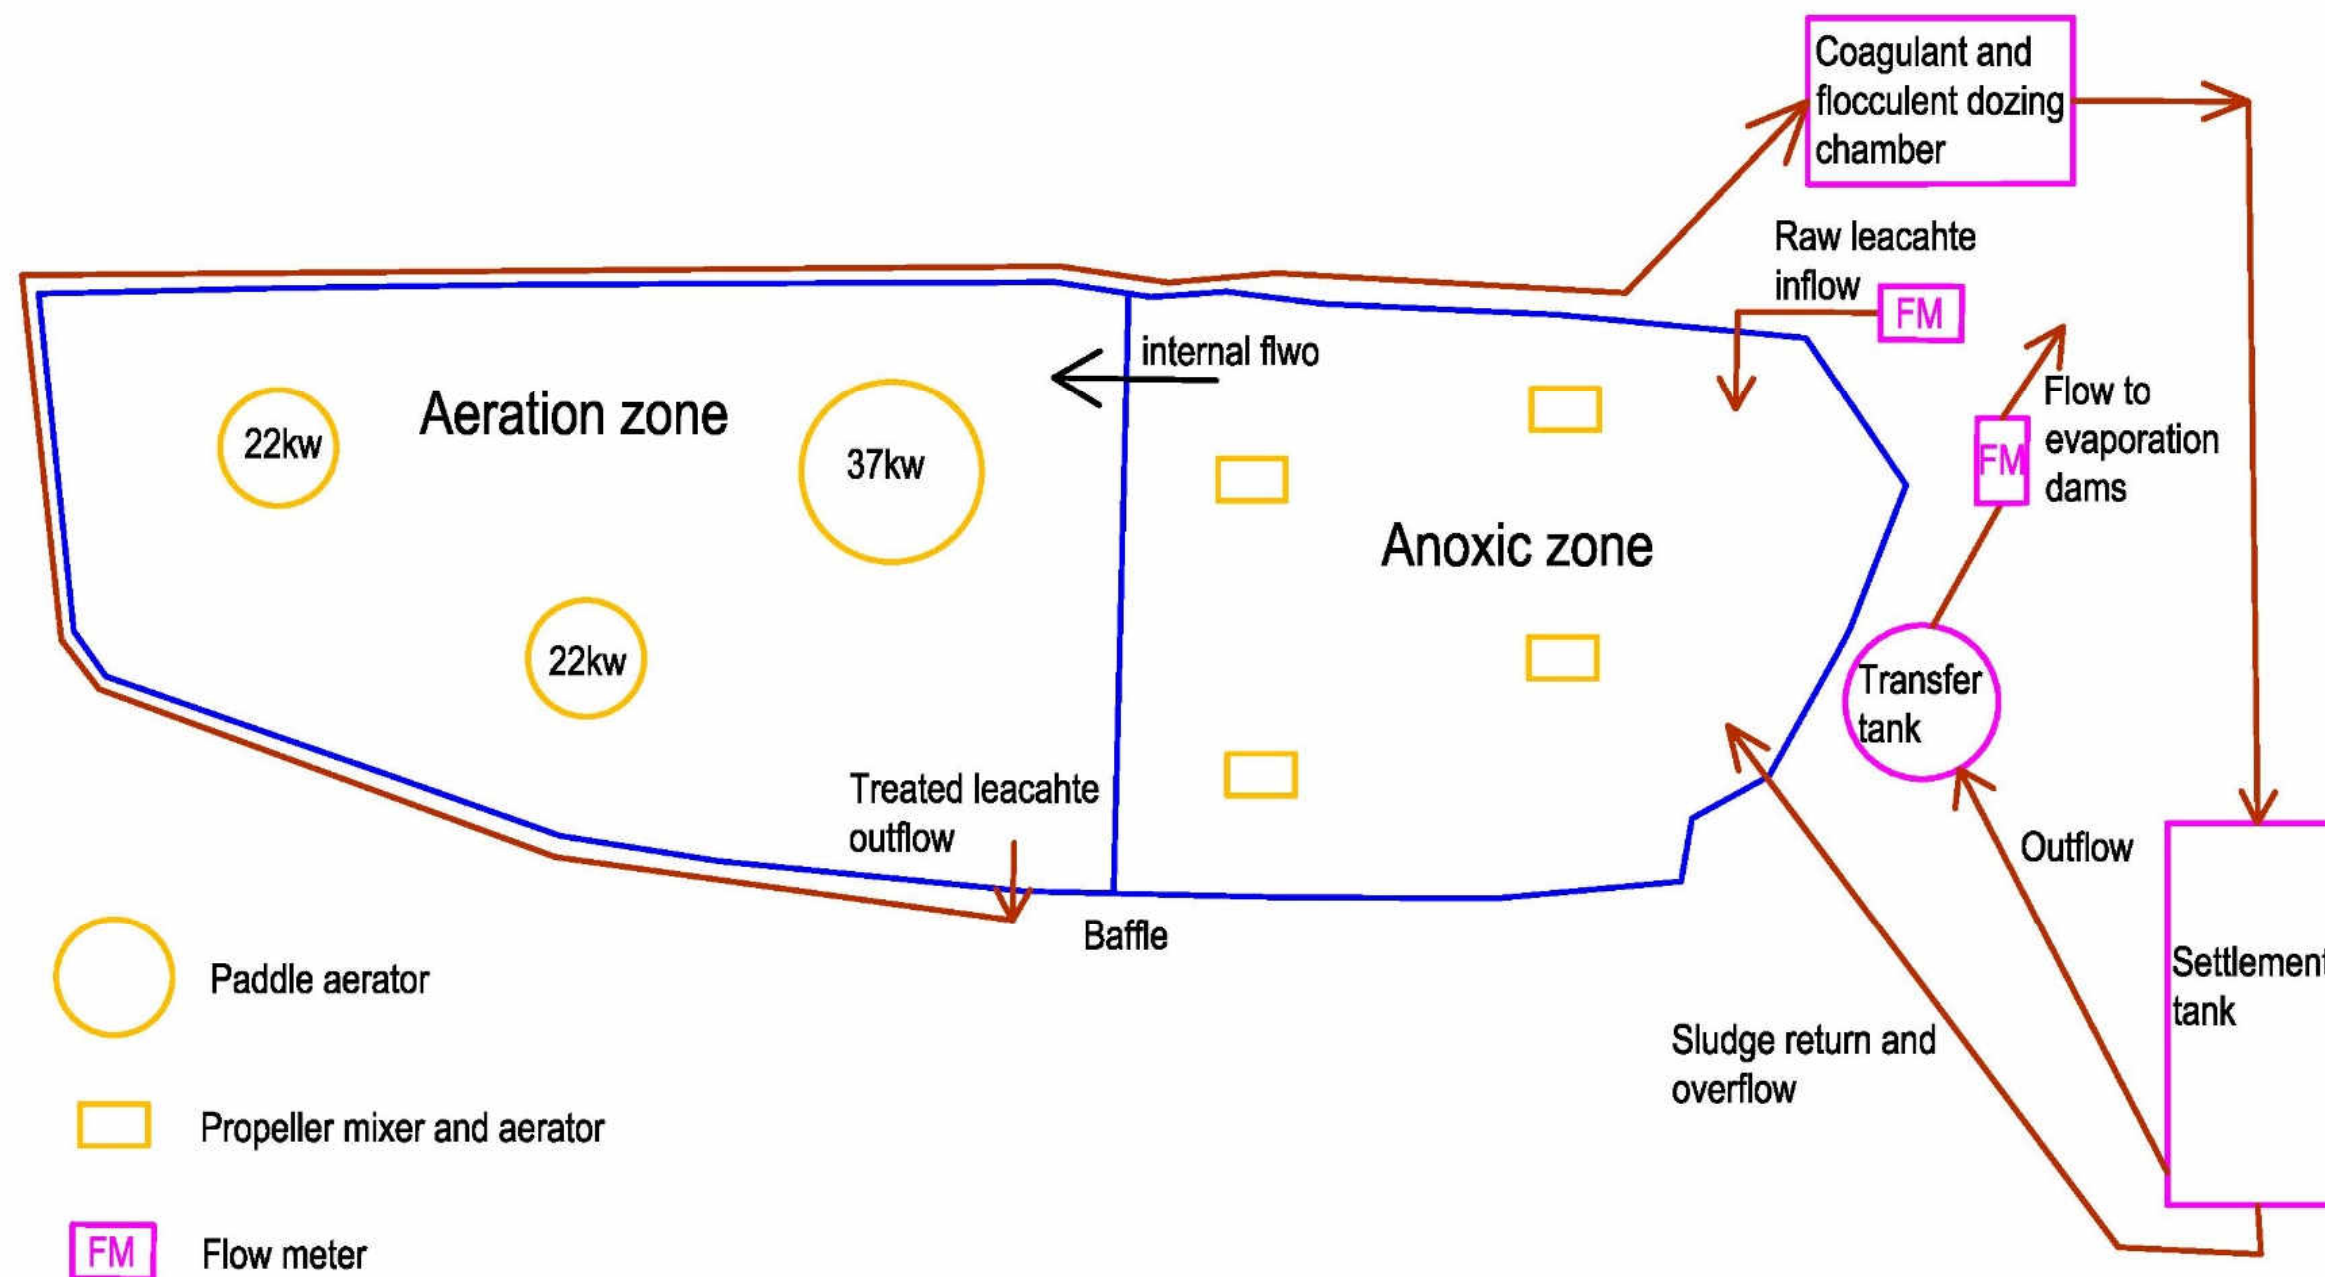 Coagulant and
flocculent dozing
chamber
Raw leacahte
inflow
FM
internal flwo
Aeration zone
22kw
37kw
Flow to
evaporation
dams
FM
Anoxic zone
22kw
Transfer
tank
Treated leacahte
outflow
Outflow
Baffle
Settlement
tank
Paddle aerator
Sludge return and
overflow
Propeller mixer and aerator
FM
Flow meter